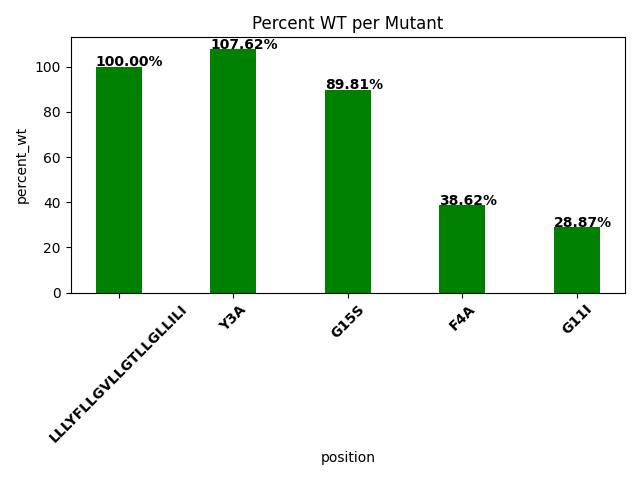 Percent WT per Mutant
percent_wt
100
80
60
40
20
0
100.00%
107.62%
89.81%
38.62%
28.87%
LLLYFLLGVLLGTLLGLLILI
Y3A
G15S
F4A
G11I
position